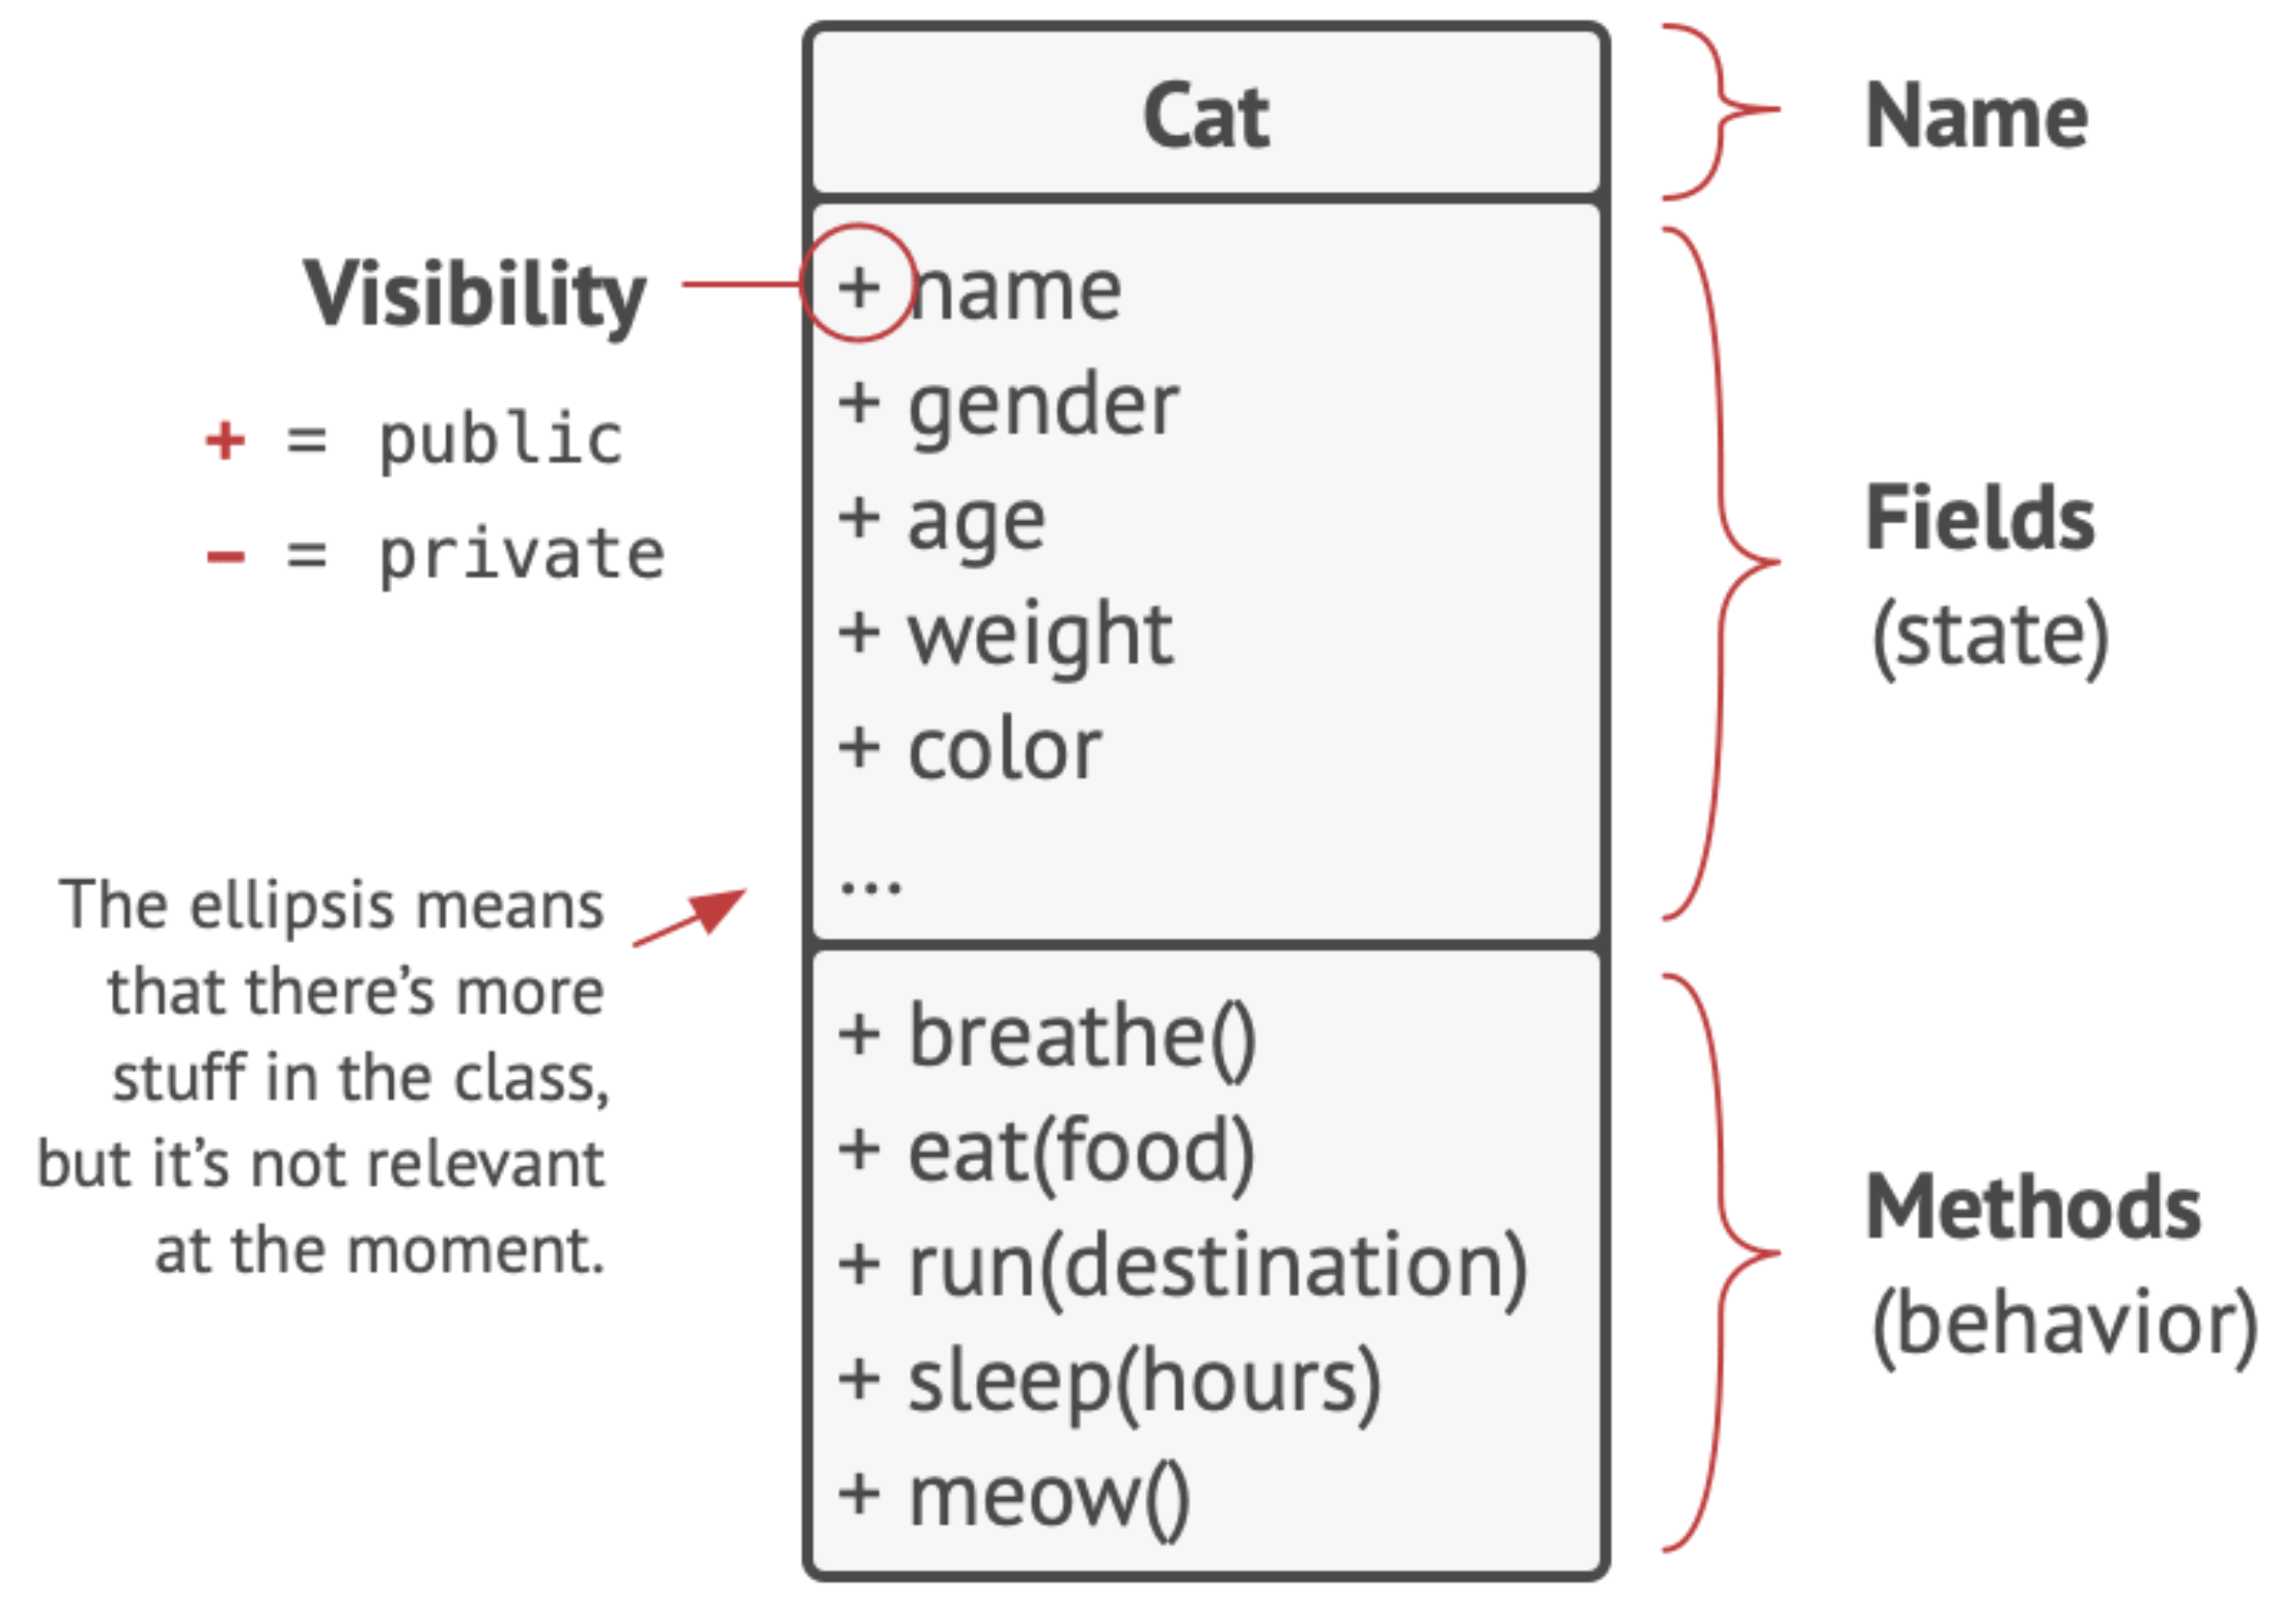 Cat
Name
Visibility
+ = public
- = private
+ name
+ gender
+ age
+ weight
+ color
...
Fields
(state)
The ellipsis means
that there’s more
stuff in the class,
but it’s not relevant
at the moment.
+ breathe()
+ eat(food)
+ run(destination)
+ sleep(hours)
+ meow()
Methods
(behavior)